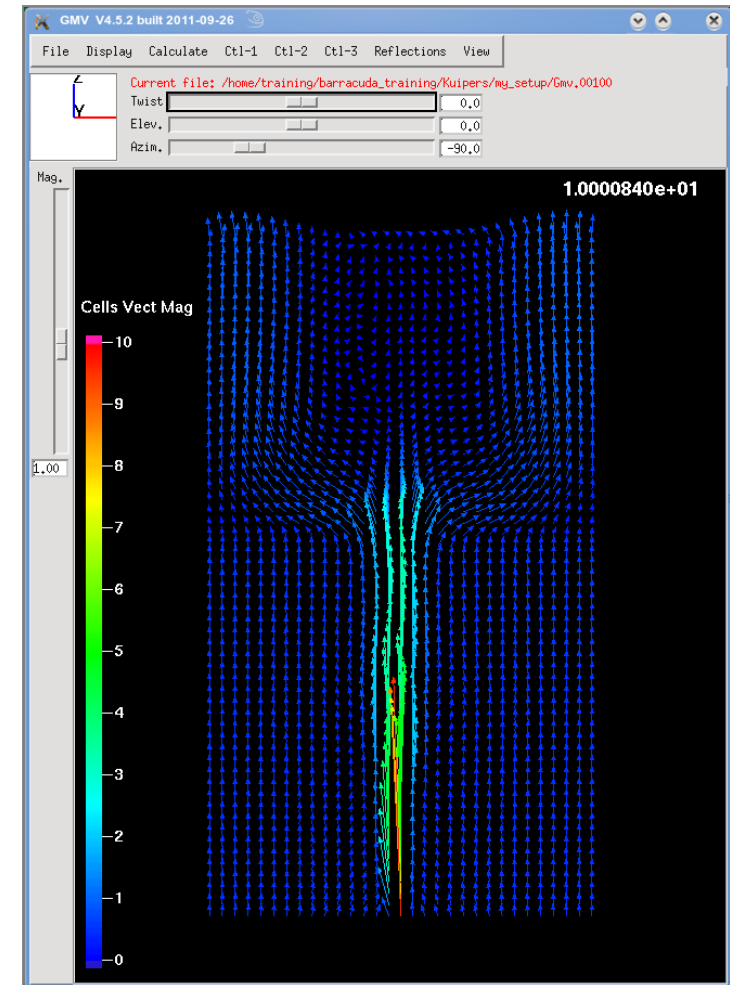 GMV V4.5.2 built 2011-09-26
File Display Calculate Ctl-1 Ctl-2 Ctl-3 Reflections View
Z
Y
Current file: /home/training/barracuda_training/Kuipers/my_setup/Gmv.00100
Twist 0.0
Elev. 0.0
Azim. -90.0
Mag.
1.00
1.0000840e+01
Cells Vect Mag
10
9
8
7
6
5
4
3
2
1
0